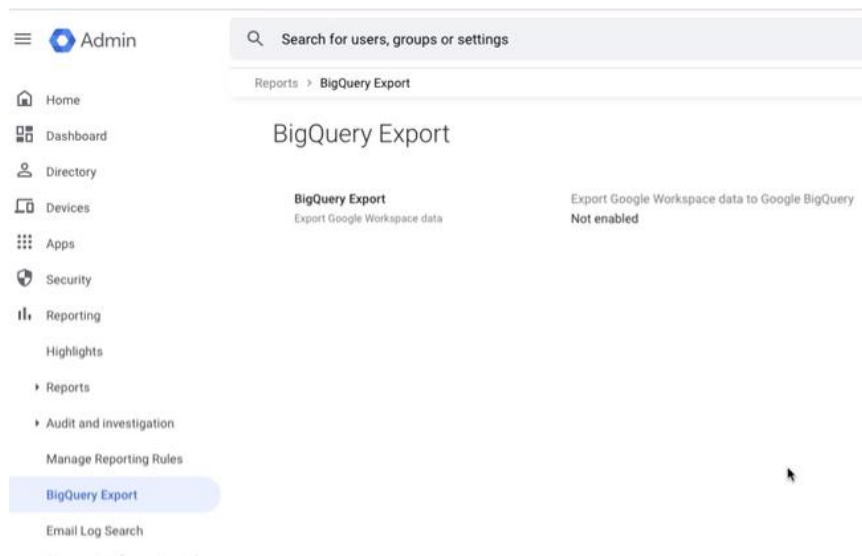 Admin
Search for users, groups or settings
Reports > BigQuery Export
Home
Dashboard
Directory
Devices
Apps
Security
Reporting
Highlights
Reports
Audit and investigation
Manage Reporting Rules
BigQuery Export
Email Log Search
BigQuery Export
BigQuery Export
Export Google Workspace data
Export Google Workspace data to Google BigQuery
Not enabled